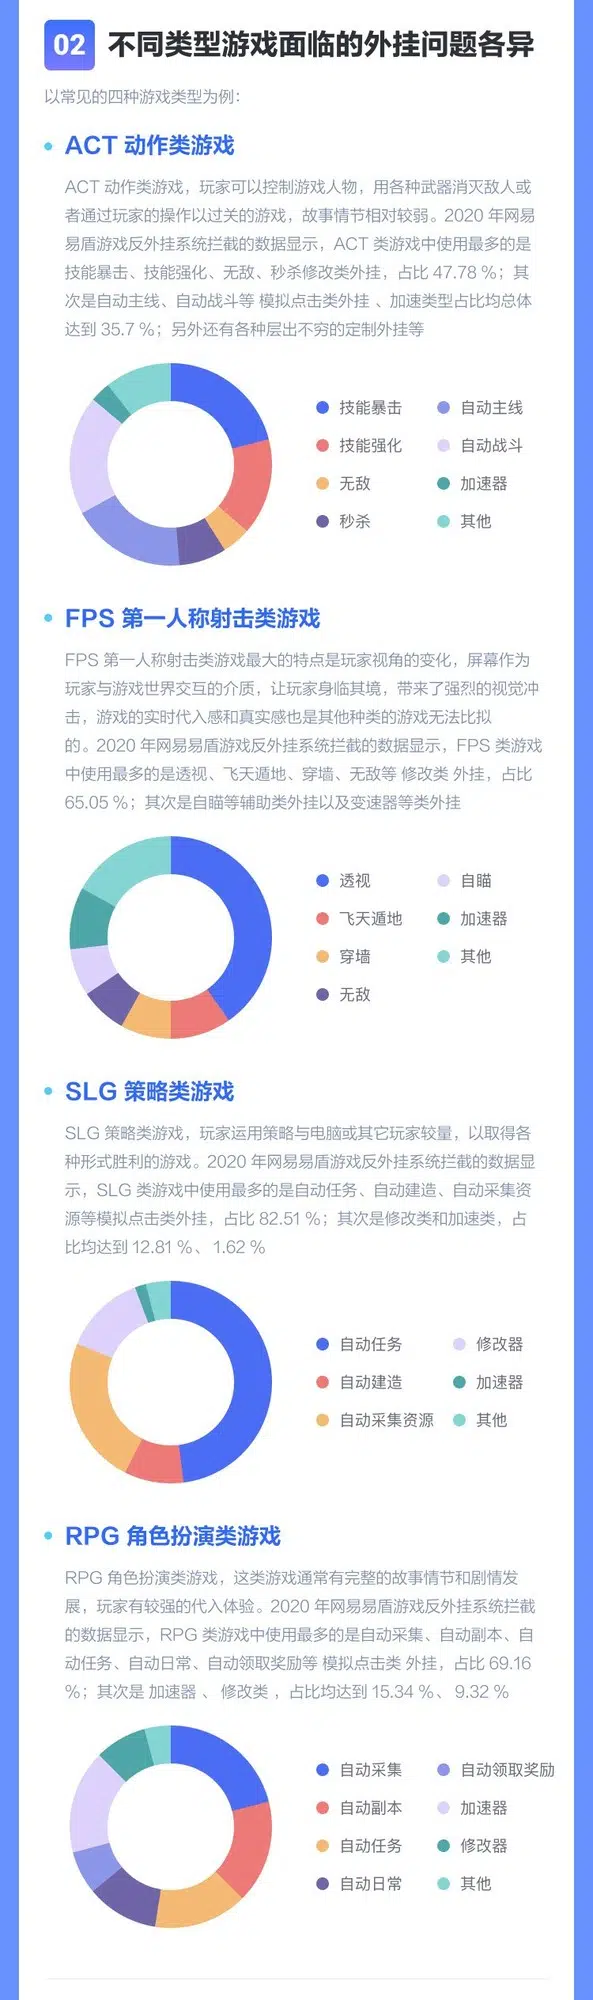 02 不同类型游戏面临的外挂问题各异
以常见的四种游戏类型为例：
ACT 动作类游戏
ACT 动作类游戏，玩家可以控制游戏人物，用各种武器消灭敌人或
者通过玩家的操作以过关的游戏，故事情节相对较弱。2020 年网易
易盾游戏反外挂系统拦截的数据显示，ACT 类游戏中使用最多的是
技能暴击、技能强化、无敌、秒杀修改类外挂，占比 47.78 %；其
次是自动主线、自动战斗等 模拟点击类外挂 、加速类型占比均总体
达到 35.7 %；另外还有各种层出不穷的定制外挂等
技能暴击 自动主线
技能强化 自动战斗
无敌 加速器
秒杀 其他
FPS 第一人称射击类游戏
FPS 第一人称射击类游戏最大的特点是玩家视角的变化，屏幕作为
玩家与游戏世界交互的介质，让玩家身临其境，带来了强烈的视觉冲
击，游戏的实时代入感和真实感也是其他种类的游戏无法比拟
的。2020 年网易易盾游戏反外挂系统拦截的数据显示，FPS 类游戏
中使用最多的是透视、飞天遁地、穿墙、无敌等 修改类 外挂，占比
65.05 %；其次是自瞄等辅助类外挂以及变速器等类外挂
透视 自瞄
飞天遁地 加速器
穿墙 其他
无敌
SLG 策略类游戏
SLG 策略类游戏，玩家运用策略与电脑或其它玩家较量，以取得各
种形式胜利的游戏。2020 年网易易盾游戏反外挂系统拦截的数据显
示，SLG 类游戏中使用最多的是自动任务、自动建造、自动采集资
源等模拟点击类外挂，占比 82.51 %；其次是修改类和加速类，占
比均达到 12.81 %、 1.62 %
自动任务 修改器
自动建造 加速器
自动采集资源 其他
RPG 角色扮演类游戏
RPG 角色扮演类游戏，这类游戏通常有完整的故事情节和剧情发
展，玩家有较强的代入体验。2020 年网易易盾游戏反外挂系统拦截
的数据显示，RPG 类游戏中使用最多的是自动采集、自动副本、自
动任务、自动日常、自动领取奖励等 模拟点击类 外挂，占比 69.16
%；其次是 加速器 、 修改类 ，占比均达到 15.34 %、 9.32 %
自动采集 自动领取奖励
自动副本 加速器
自动任务 修改器
自动日常 其他